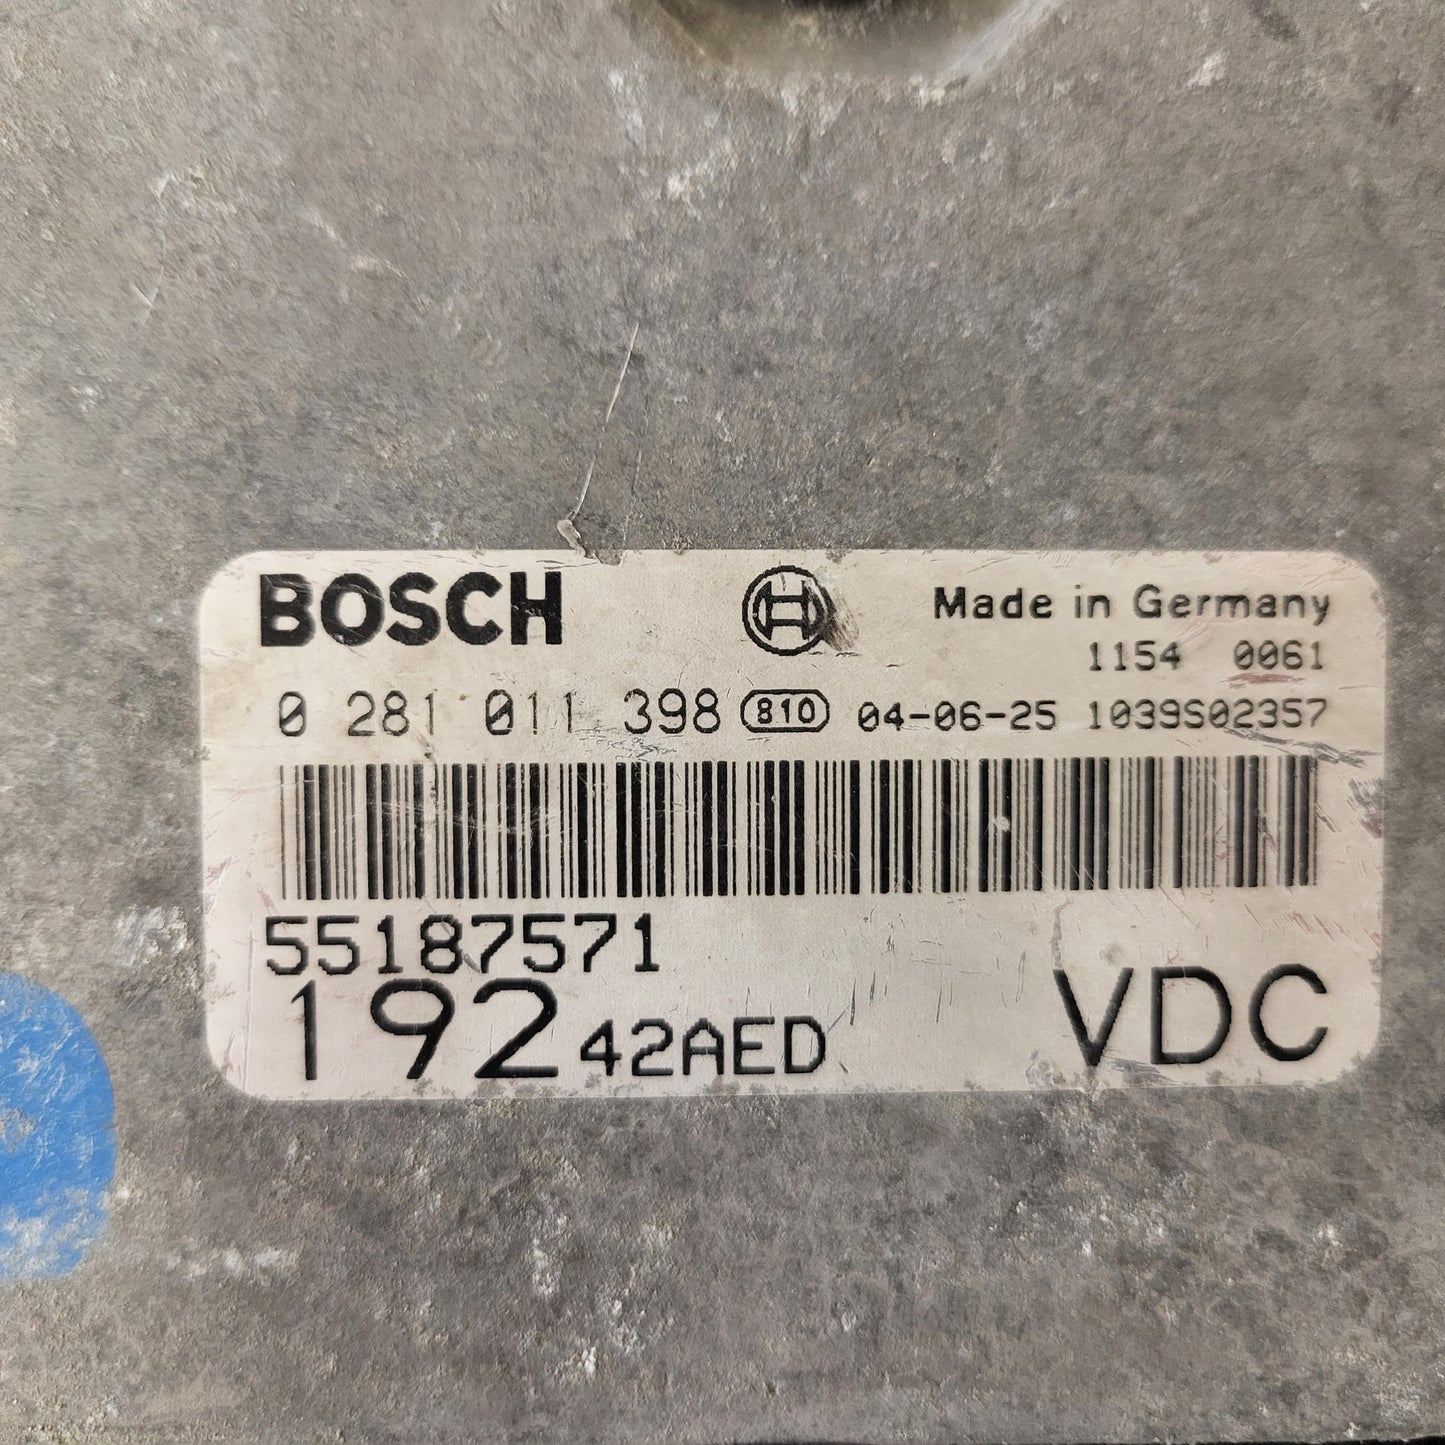 BOSCH
Made in Germany
1154 0061
0 281 011 398 810 04-06-25 1039S02357
55187571
192 42AED VDC